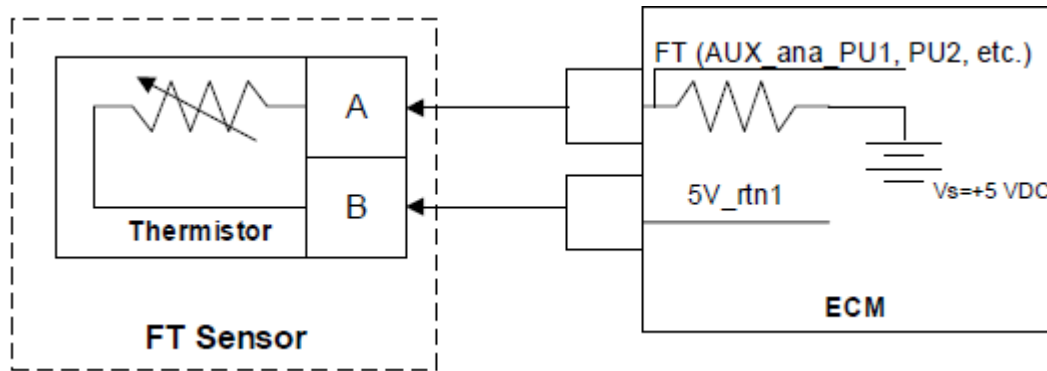 FT (AUX_ana_PU1, PU2, etc.)
A
B
5V_rtn1
Vs=+5 VDC
Thermistor
ECM
FT Sensor